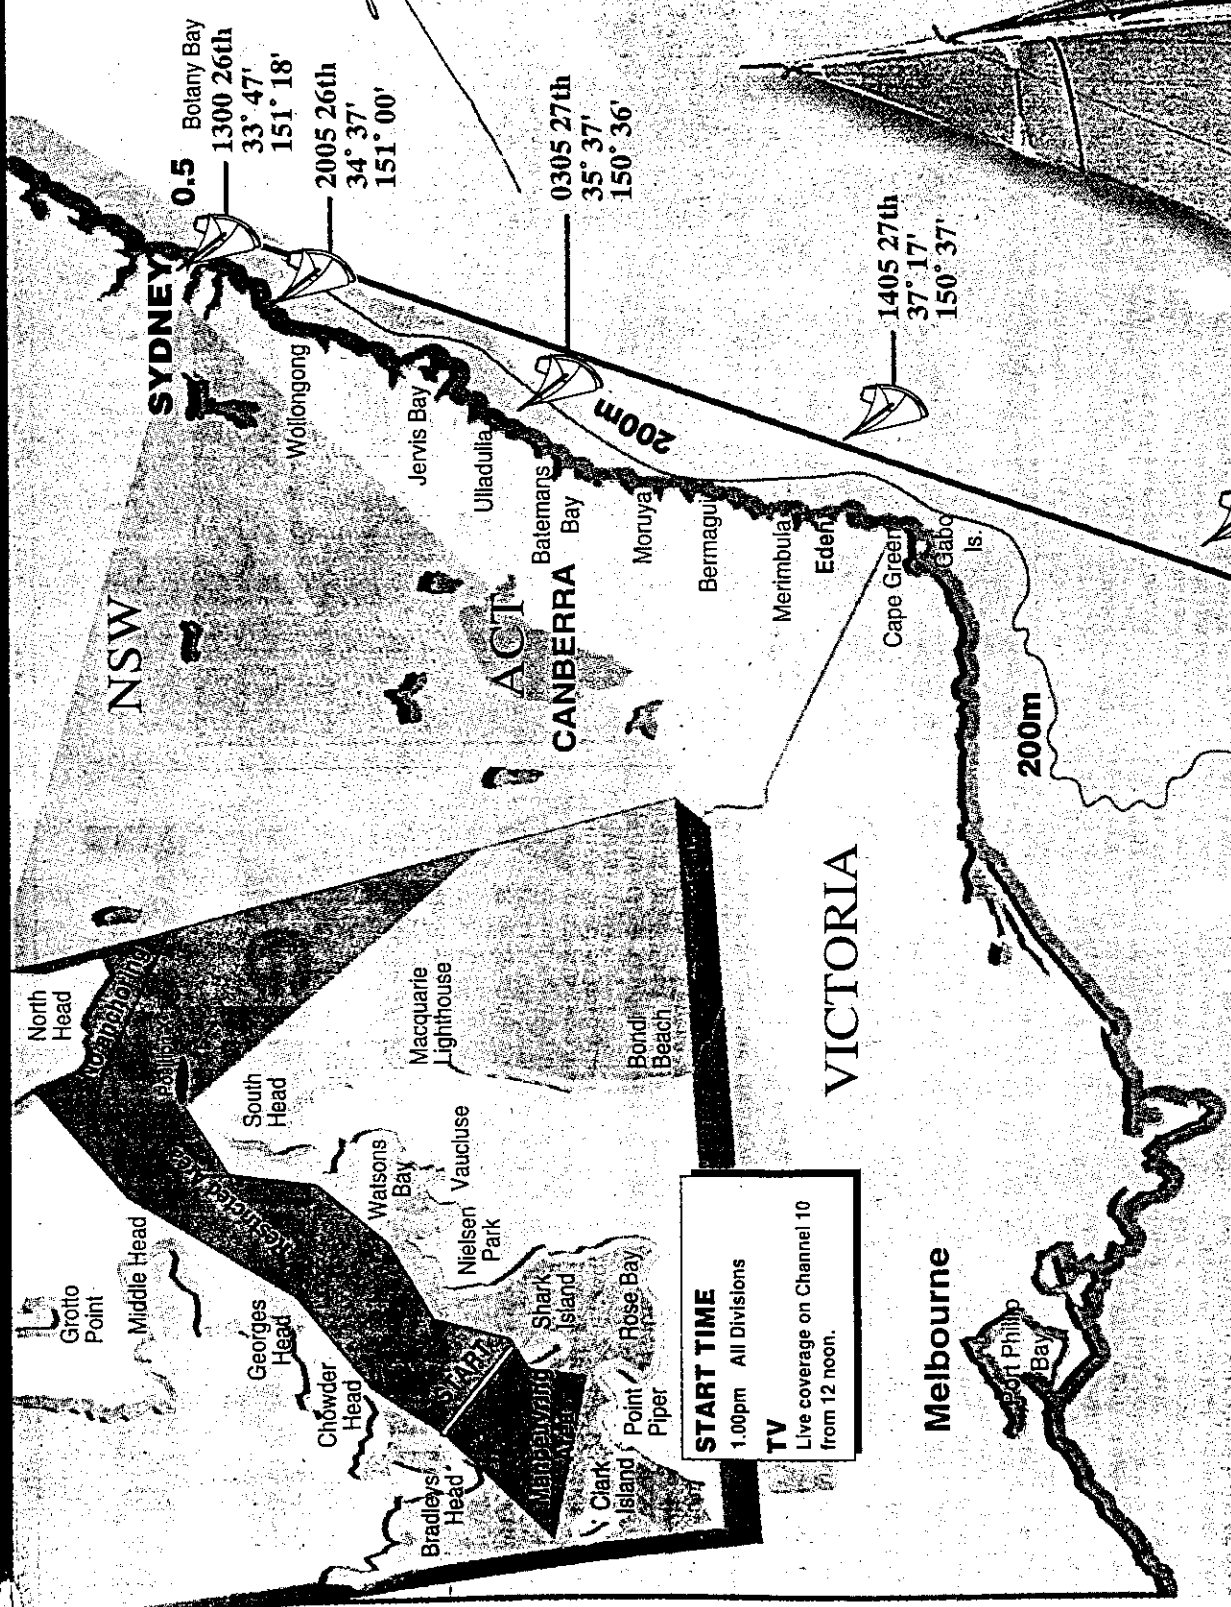 Botany Bay
0.5
1300 26th
33° 47'
151° 18'
2005 26th
34° 37'
151° 00'
0305 27th
35° 37'
150° 36'
1405 27th
37° 17'
150° 37'
SYDNEY
Wollongong
Jervis Bay
Ulladulla
Batemans
Bay
Moruya
Bermagui
Merimbula
Eden
Cape Green
Gabo
Is.
200m
200m
NSW
ACT
CANBERRA
VICTORIA
Melbourne
Port Phillip
Bay
North
Head
No anchoring
South
Head
Macquarie
Lighthouse
Bondi
Beach
Restricted Area
Watsons
Bay
Vaucluse
Nielsen
Park
Grotto
Point
Middle Head
Georges
Head
Chowder
Head
Bradleys
Head
START
Shark
Island
Rose Bay
Point
Piper
Clark
Island
START TIME
1.00pm All Divisions
TV
Live coverage on Channel 10
from 12 noon.